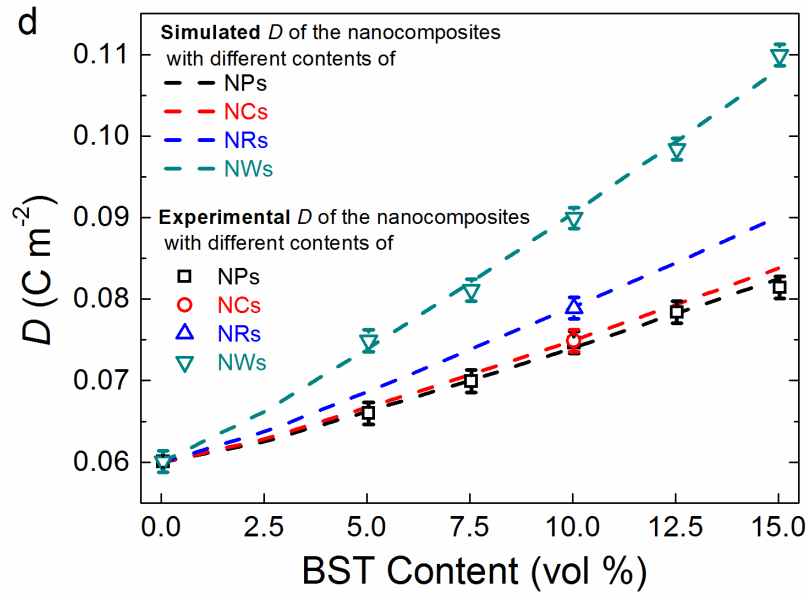 d
Simulated D of the nanocomposites
with different contents of
NPs
NCs
NRs
NWs
Experimental D of the nanocomposites
with different contents of
NPs
NCs
NRs
NWs
0.11
0.10
0.09
0.08
0.07
0.06
D (C m⁻²)
0.0 2.5 5.0 7.5 10.0 12.5 15.0
BST Content (vol %)